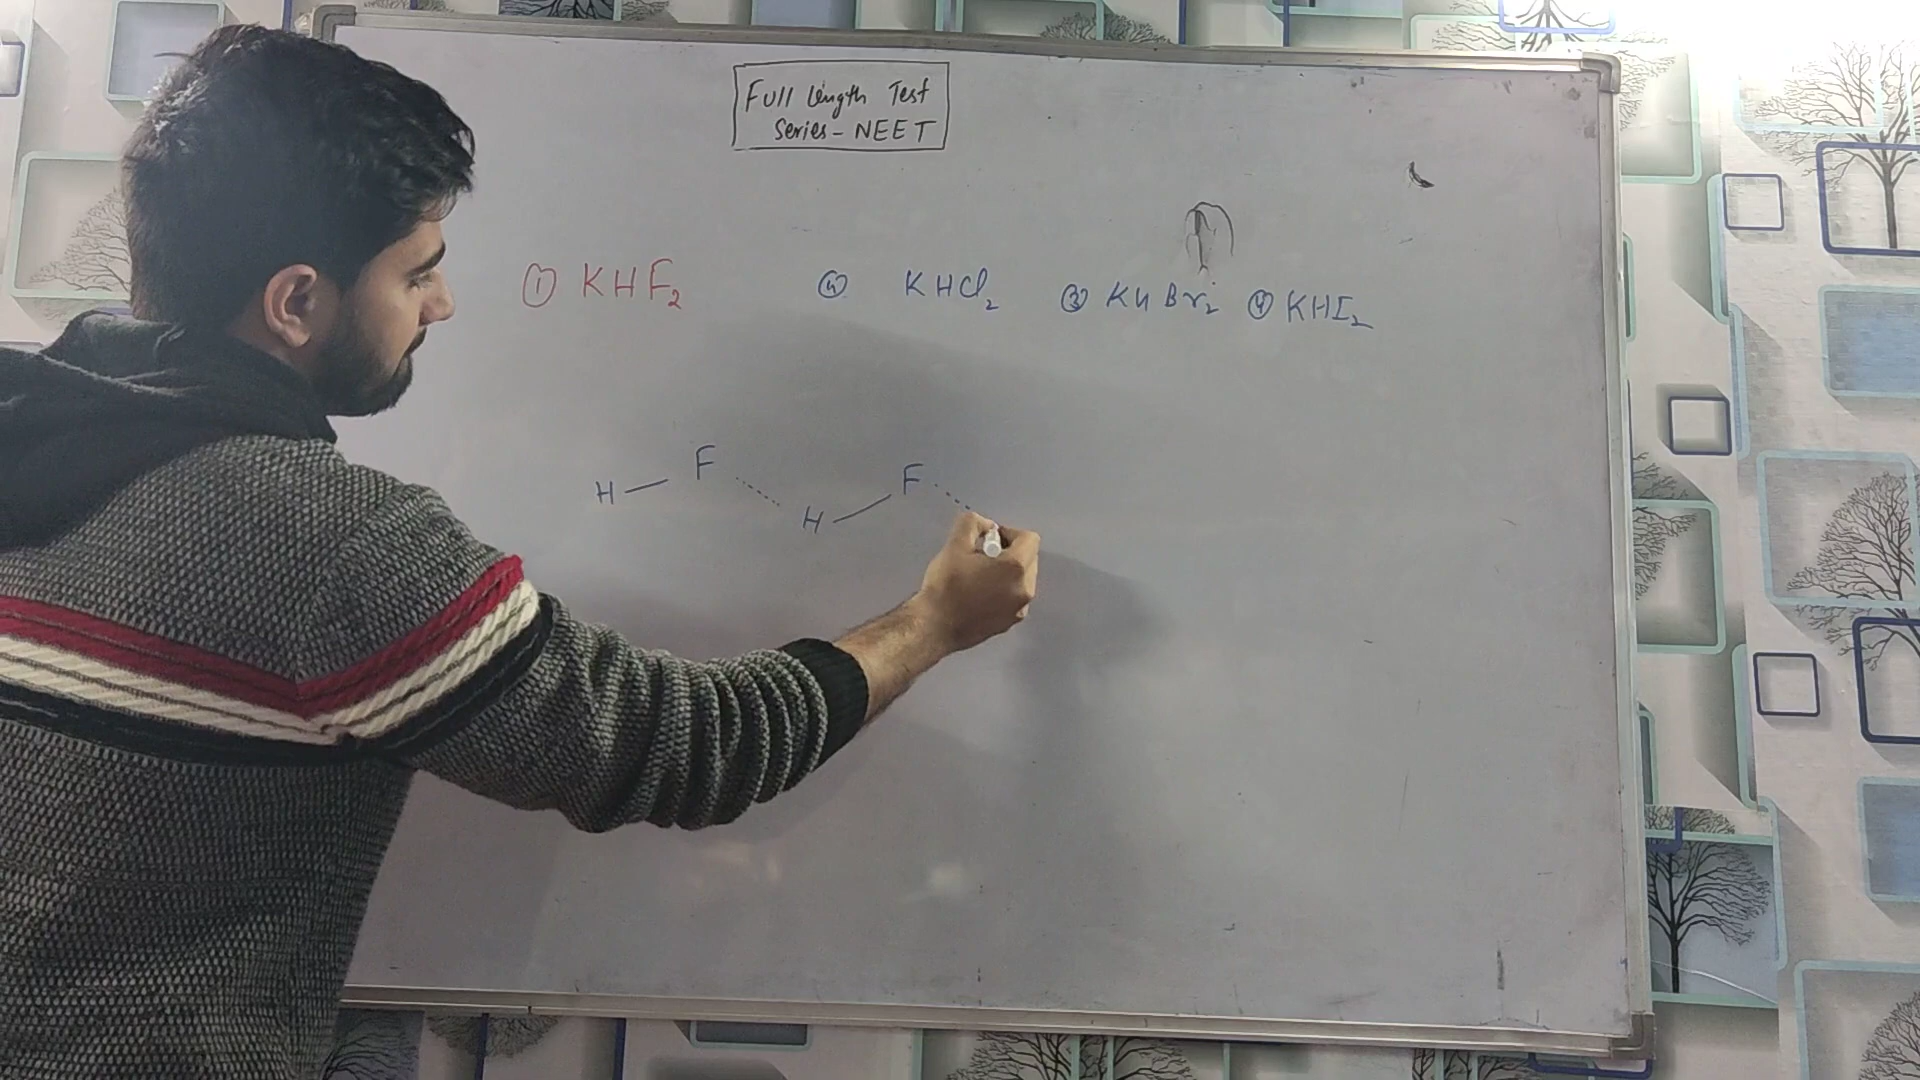 Full Length Test
Series - NEET
① KHF₂ ② KHCl₂ ③ KHBr₂ ④ KHI₂
H — F ...... H — F ....